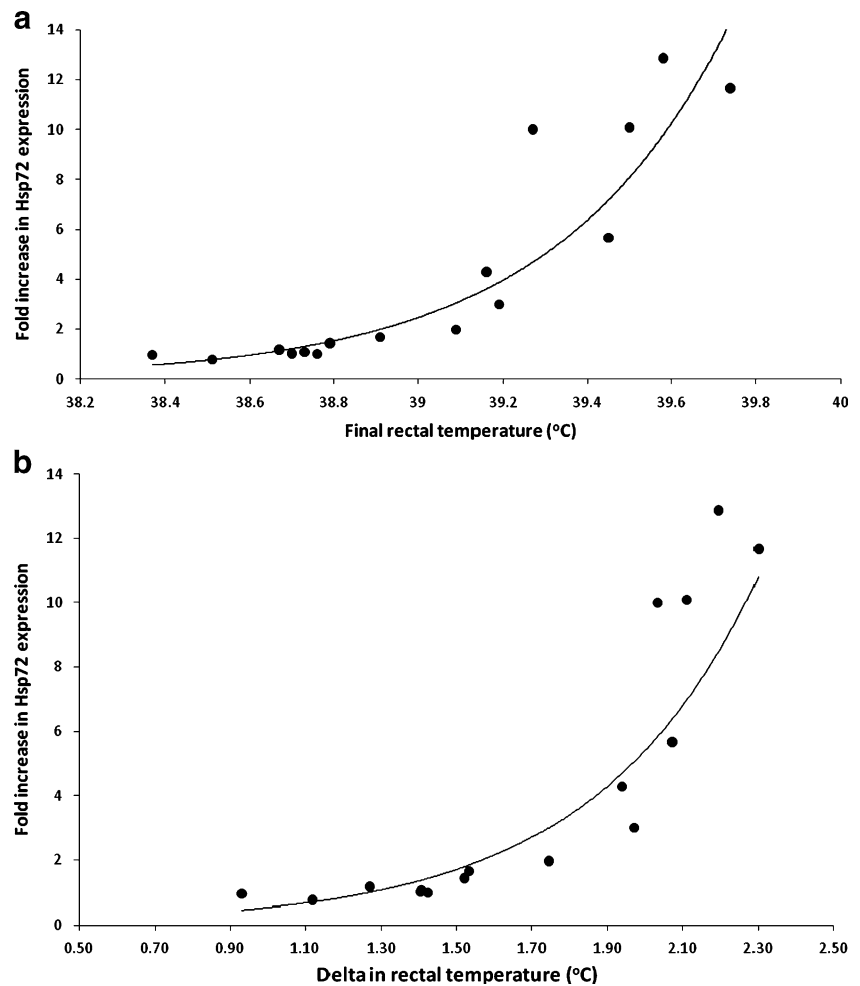 a
14
12
10
8
6
4
2
0
Fold increase in Hsp72 expression
38.2 38.4 38.6 38.8 39 39.2 39.4 39.6 39.8 40
Final rectal temperature (ºC)
b
14
12
10
8
6
4
2
0
Fold increase in Hsp72 expression
0.50 0.70 0.90 1.10 1.30 1.50 1.70 1.90 2.10 2.30 2.50
Delta in rectal temperature (ºC)